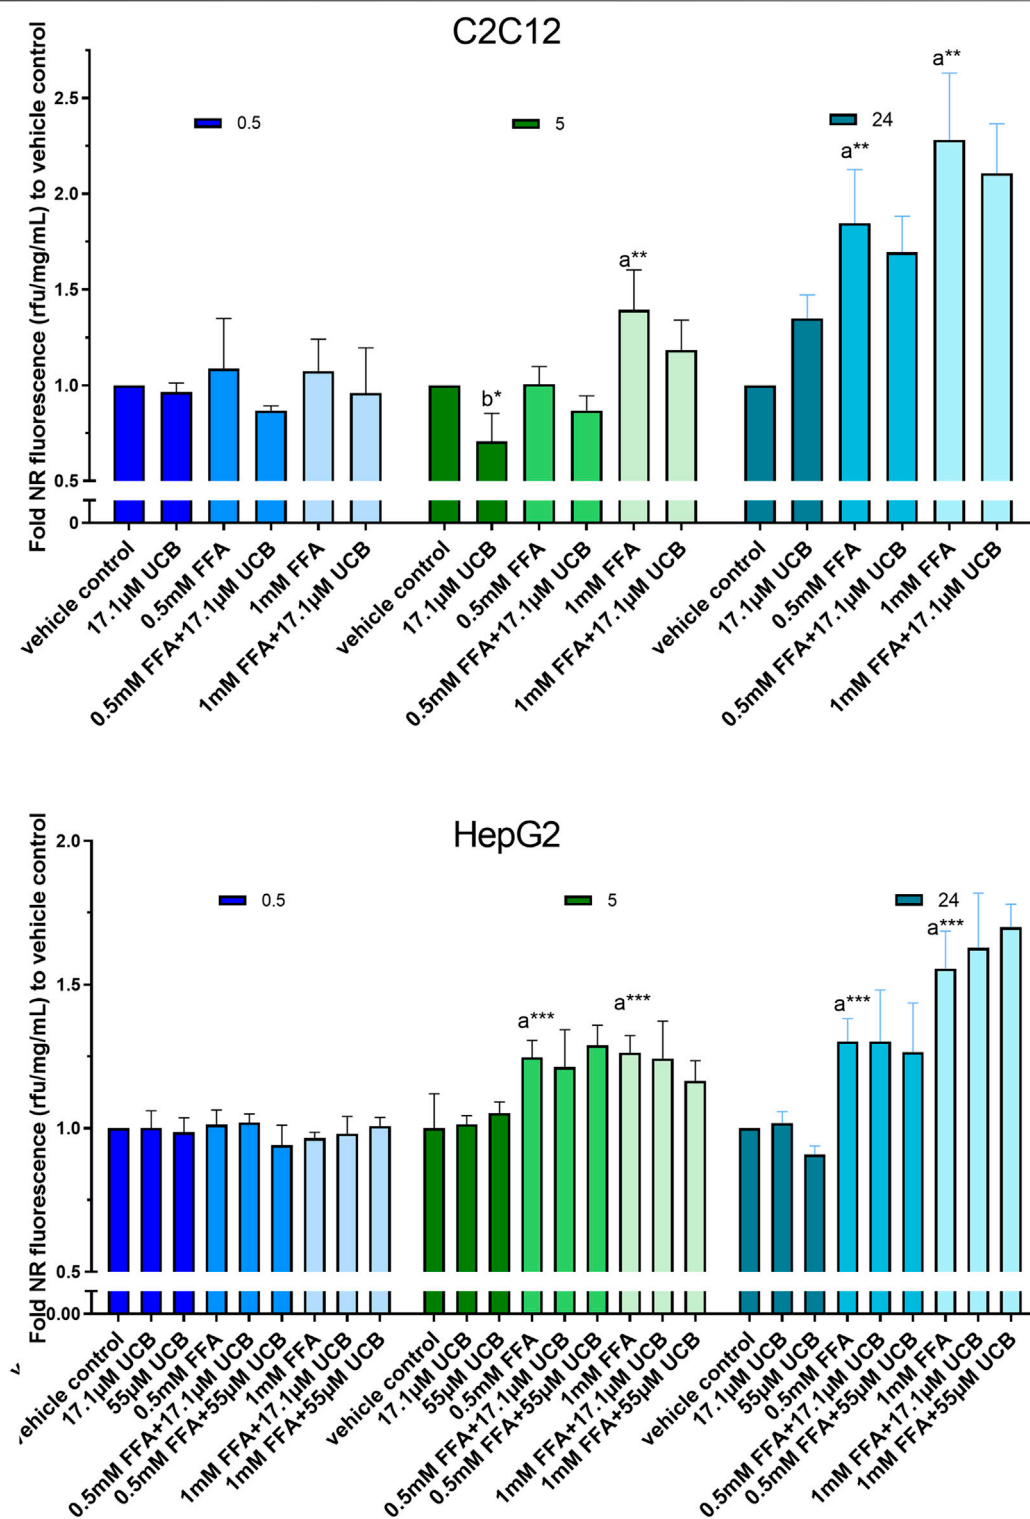 C2C12
Fold NR fluorescence (rfu/mg/mL) to vehicle control
2.5
2.0
1.5
1.0
0.5
0
0.5
5
24
b*
a**
a**
a**
vehicle control
17.1µM UCB
0.5mM FFA
0.5mM FFA+17.1µM UCB
1mM FFA
1mM FFA+17.1µM UCB
vehicle control
17.1µM UCB
0.5mM FFA
0.5mM FFA+17.1µM UCB
1mM FFA
1mM FFA+17.1µM UCB
vehicle control
17.1µM UCB
0.5mM FFA
0.5mM FFA+17.1µM UCB
1mM FFA
1mM FFA+17.1µM UCB
HepG2
Fold NR fluorescence (rfu/mg/mL) to vehicle control
2.0
1.5
1.0
0.5
0.00
0.5
5
24
a***
a***
a***
a***
vehicle control
17.1µM UCB
55µM UCB
0.5mM FFA
0.5mM FFA+17.1µM UCB
0.5mM FFA+55µM UCB
1mM FFA
1mM FFA+17.1µM UCB
1mM FFA+55µM UCB
vehicle control
17.1µM UCB
55µM UCB
0.5mM FFA
0.5mM FFA+17.1µM UCB
0.5mM FFA+55µM UCB
1mM FFA
1mM FFA+17.1µM UCB
1mM FFA+55µM UCB
vehicle control
17.1µM UCB
55µM UCB
0.5mM FFA
0.5mM FFA+17.1µM UCB
0.5mM FFA+55µM UCB
1mM FFA
1mM FFA+17.1µM UCB
1mM FFA+55µM UCB